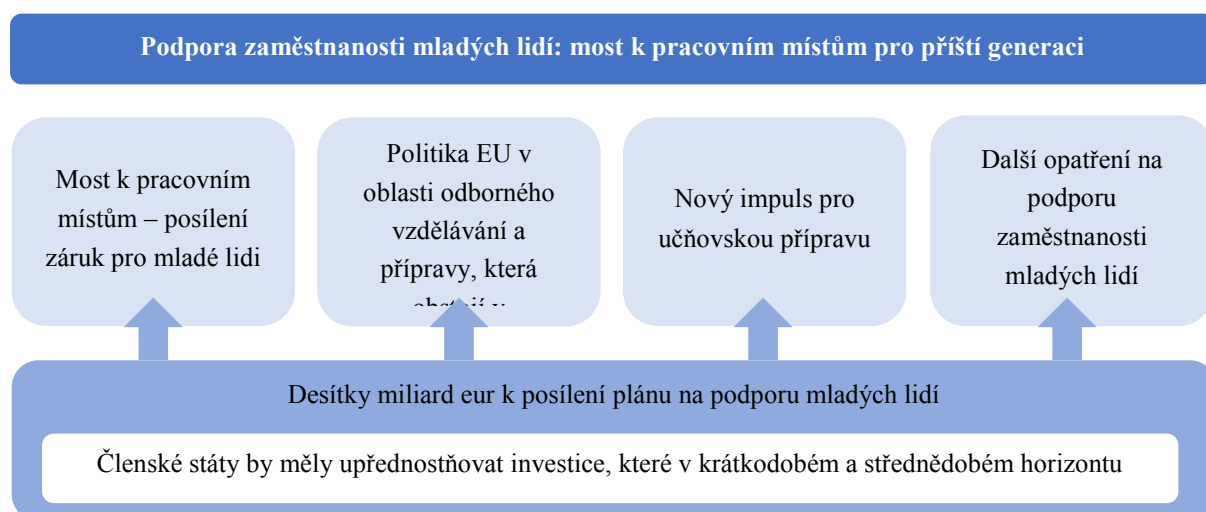 Podpora zaměstnanosti mladých lidí: most k pracovním místům pro příští generaci
Most k pracovním
místům – posílení
záruk pro mladé lidi
Politika EU v
oblasti odborného
vzdělávání a
přípravy, která
Nový impuls pro
učňovskou přípravu
Další opatření na
podporu
zaměstnanosti
mladých lidí
Desítky miliard eur k posílení plánu na podporu mladých lidí
Členské státy by měly upřednostňovat investice, které v krátkodobém a střednědobém horizontu